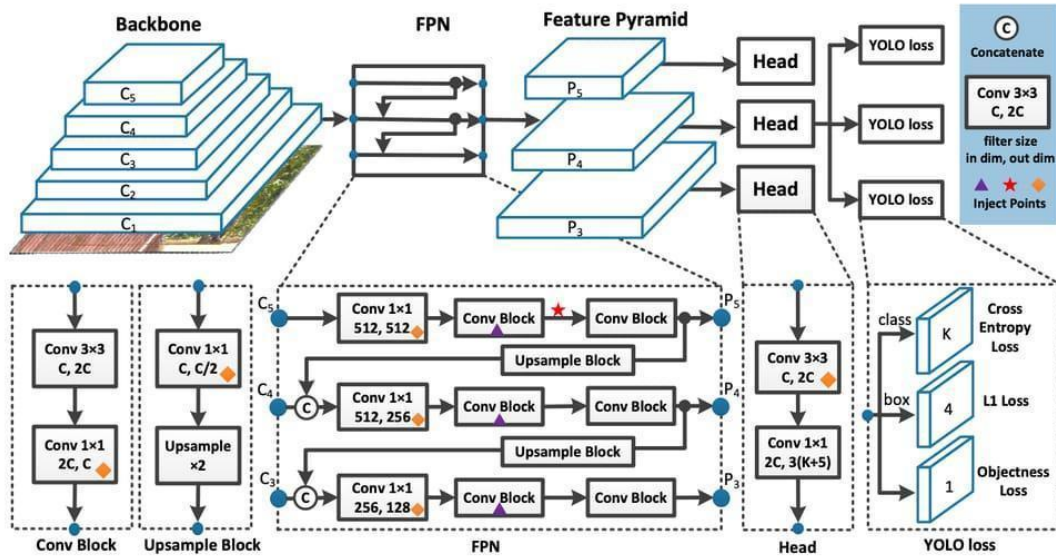 Backbone
FPN
Feature Pyramid
C5
C4
C3
C2
C1
P5
P4
P3
Head
Head
Head
YOLO loss
YOLO loss
YOLO loss
C
Concatenate
Conv 3×3
C, 2C
filter size
in dim, out dim
Inject Points
Conv 3×3
C, 2C
Conv 1×1
2C, C
Conv Block
Conv 1×1
C, C/2
Upsample
×2
Upsample Block
C5
Conv 1×1
512, 512
Conv Block
Conv Block
P5
Upsample Block
C4
C
Conv 1×1
512, 256
Conv Block
Conv Block
P4
Upsample Block
C3
C
Conv 1×1
256, 128
Conv Block
Conv Block
P3
FPN
Conv 3×3
C, 2C
Conv 1×1
2C, 3(K+5)
Head
class
K
Cross
Entropy
Loss
box
4
L1 Loss
1
Objectness
Loss
YOLO loss